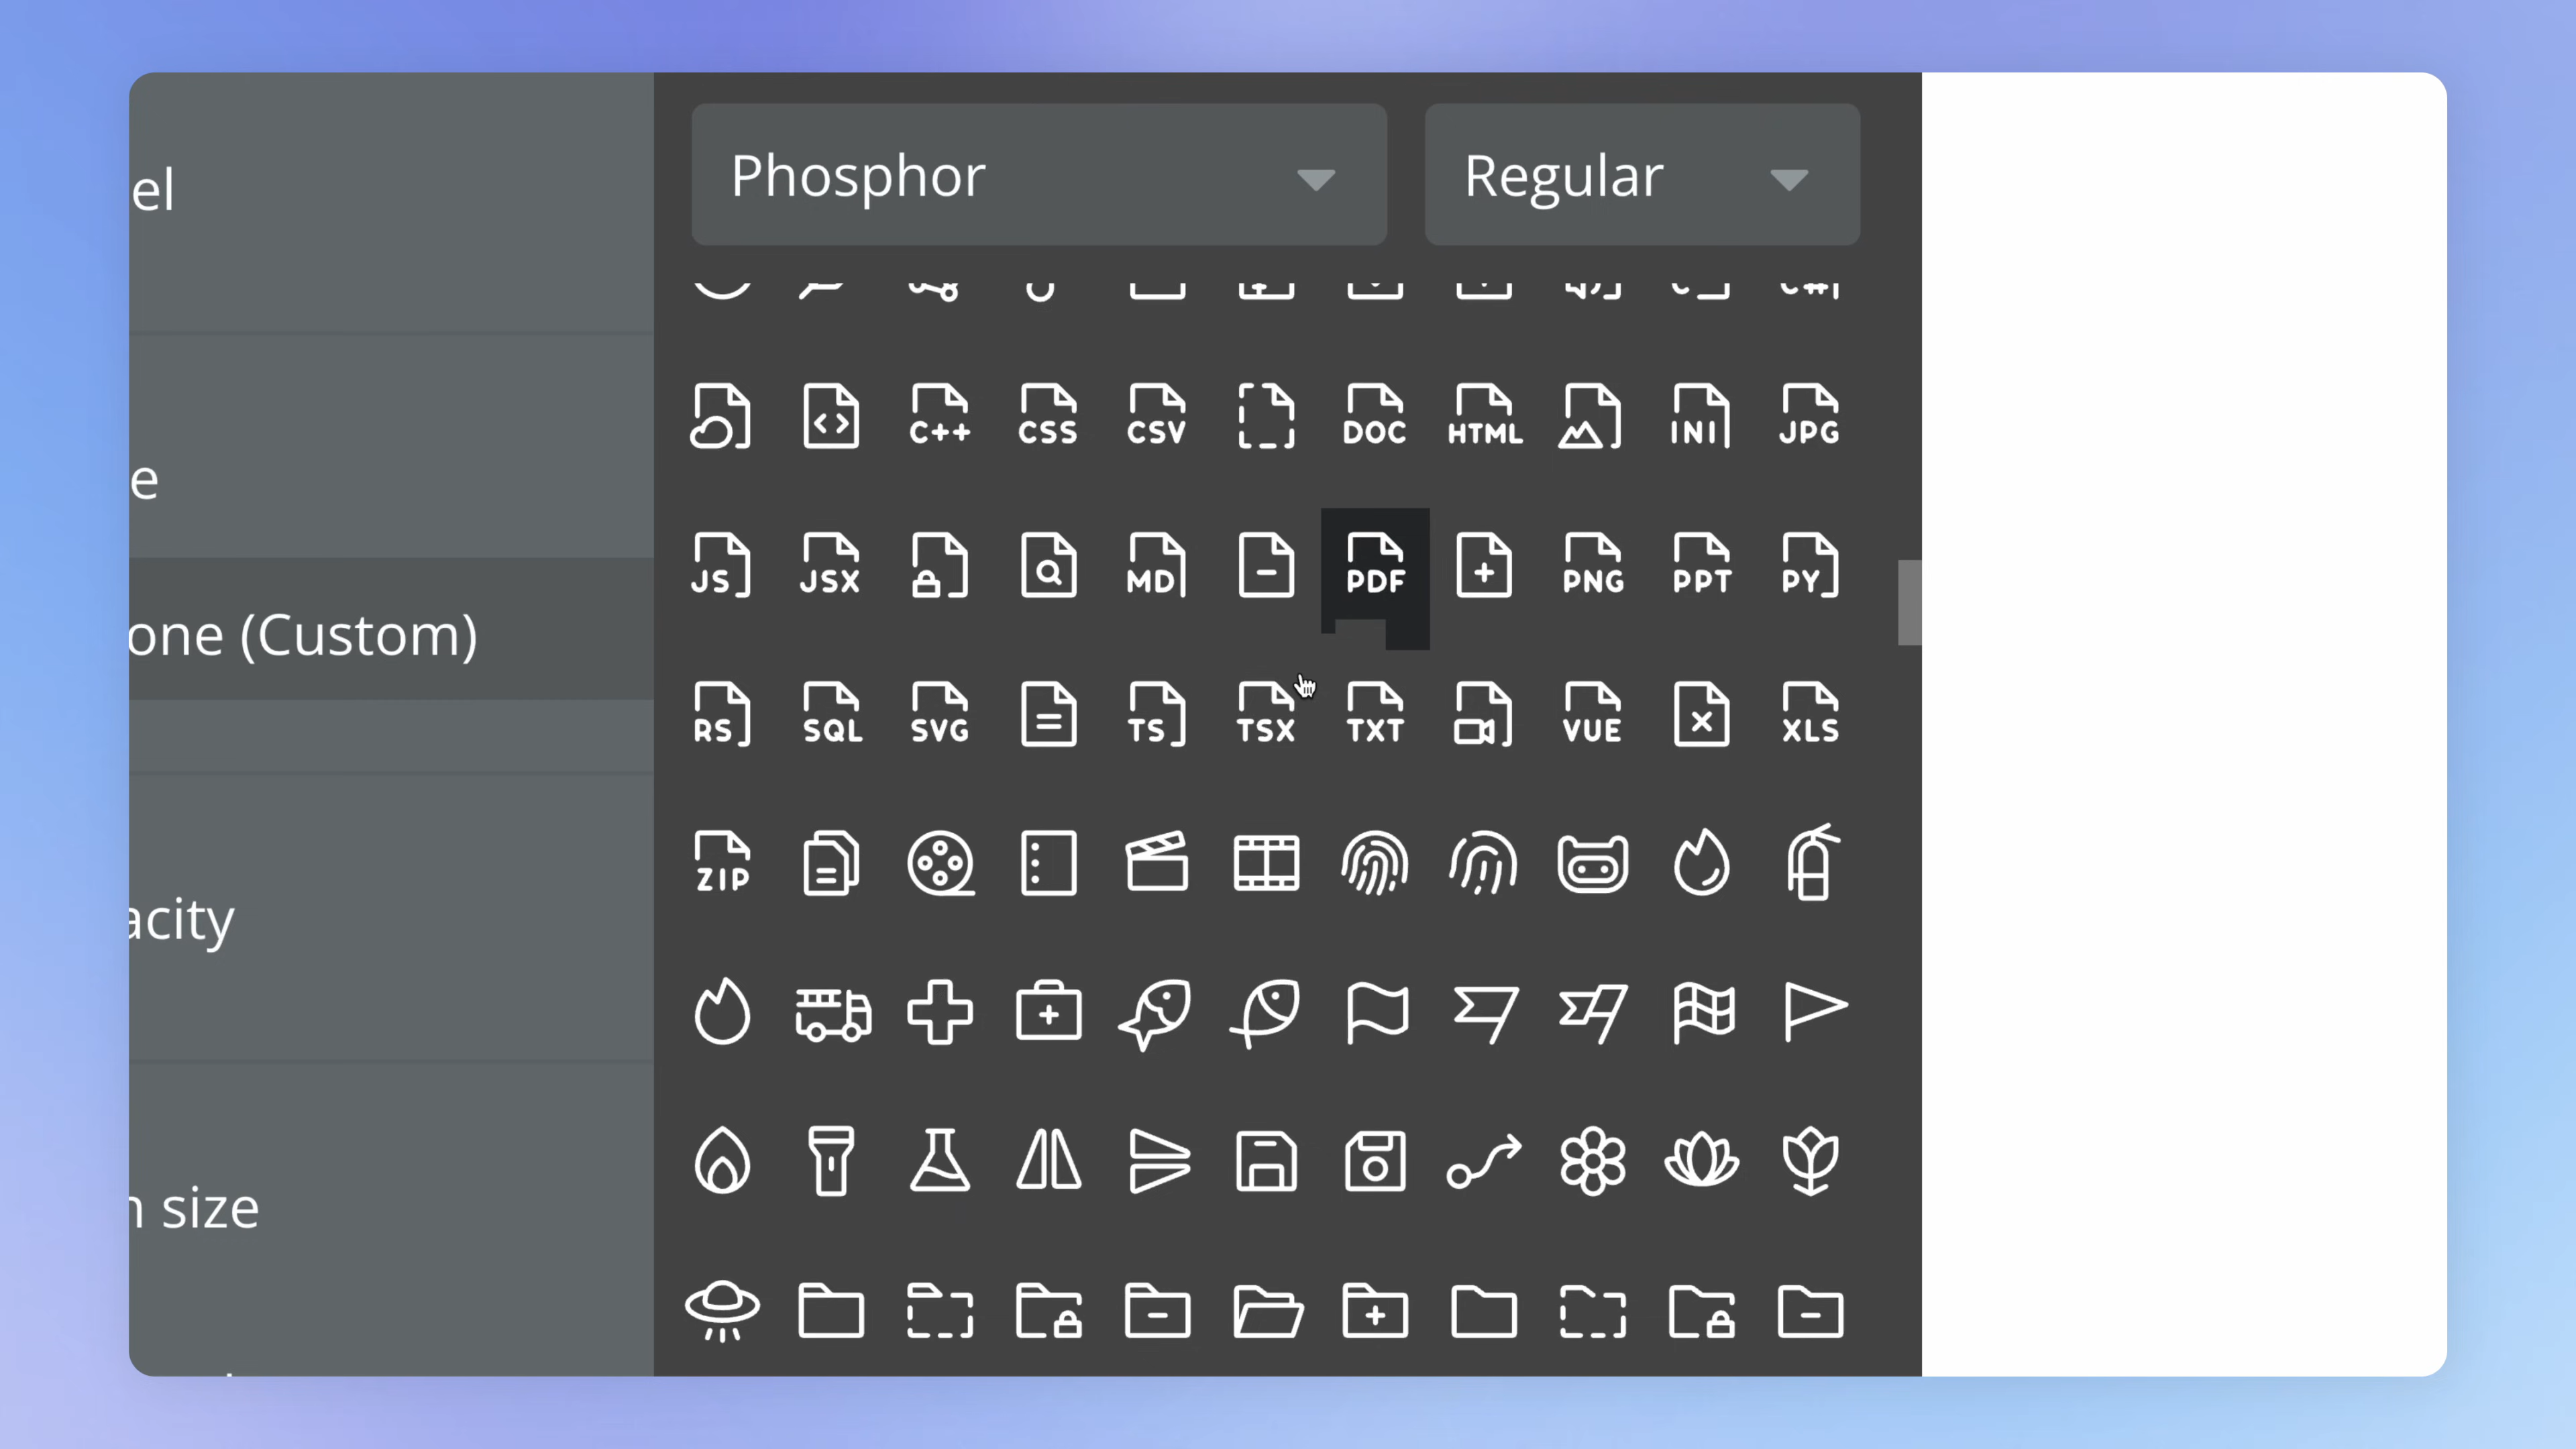 el
Phosphor
Regular
C++
CSS
CSV
DOC
HTML
INI
JPG
e
JS
JSX
MD
PDF
PNG
PPT
PY
one (Custom)
RS
SQL
SVG
TS
TSX
TXT
VUE
XLS
ZIP
acity
size